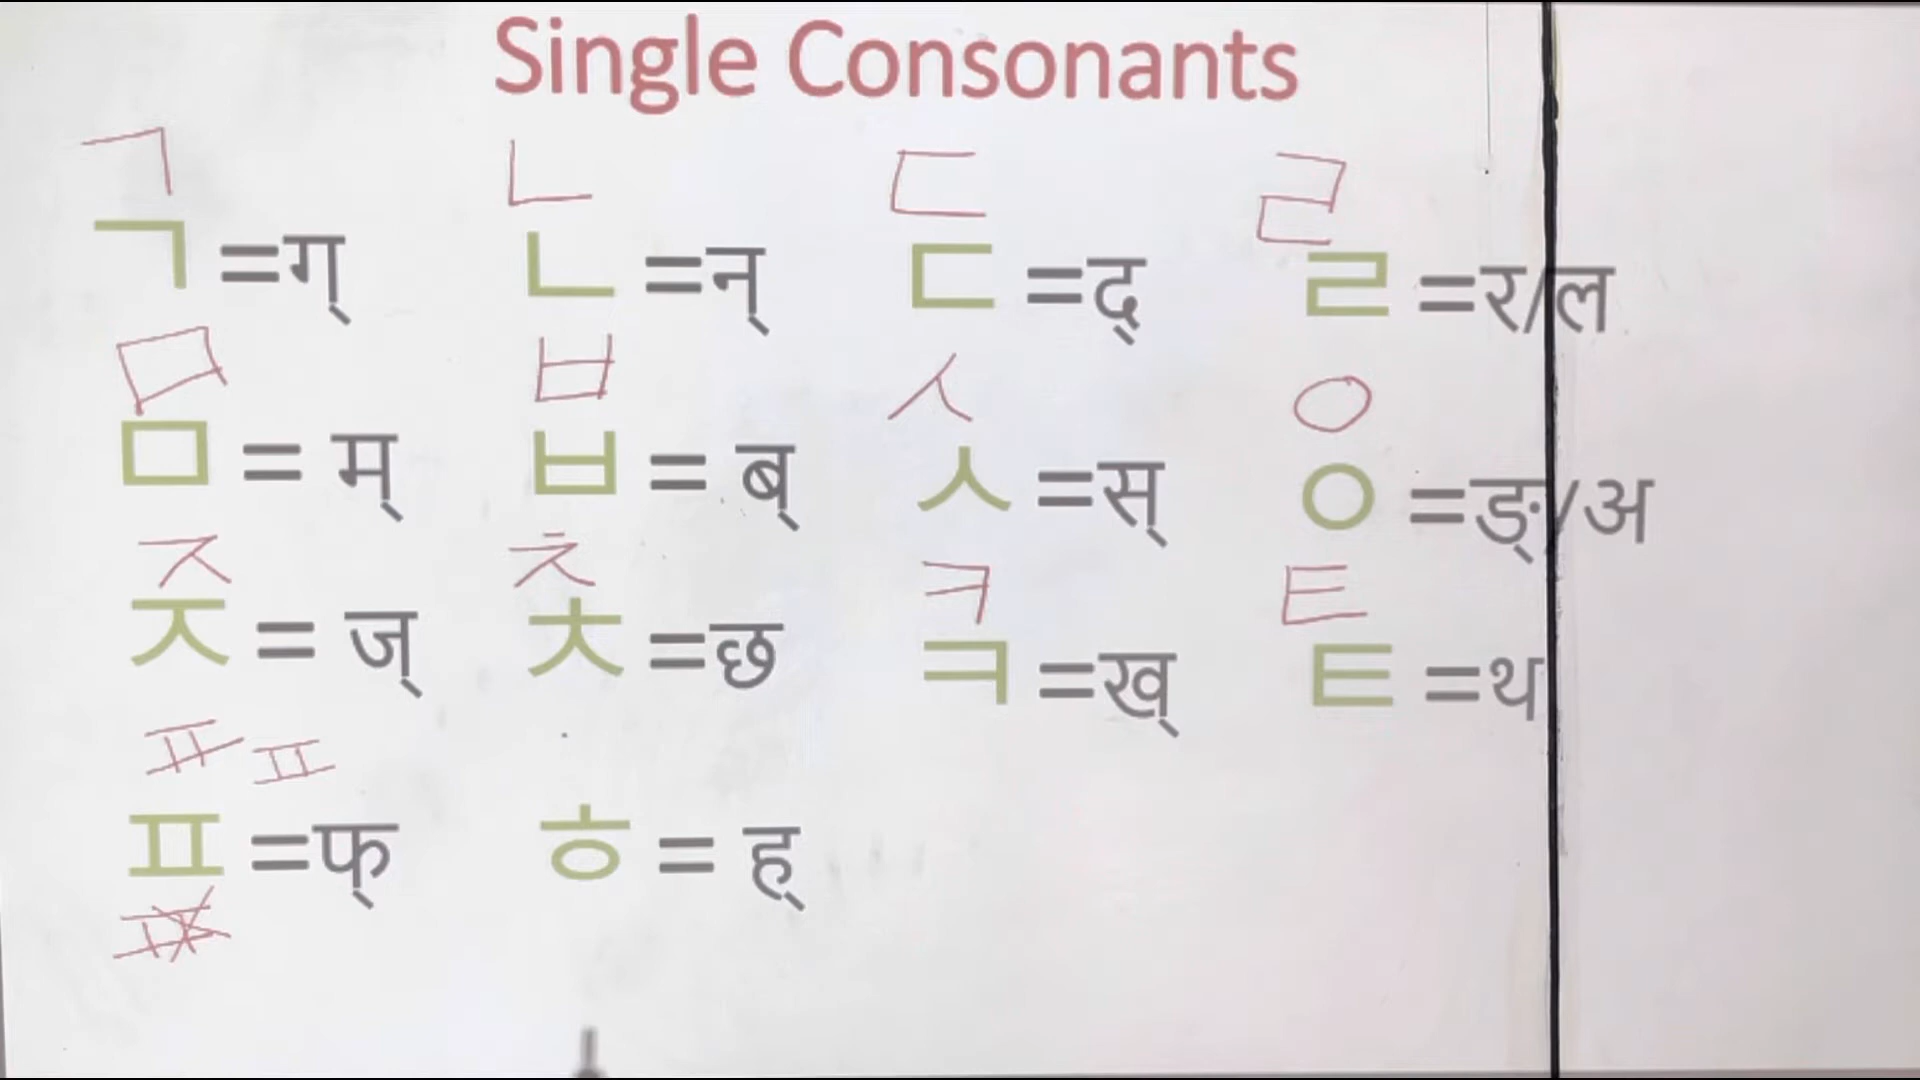 Single Consonants
ㄱ ㄴ ㄷ ㄹ
ㄱ =ग् ㄴ =न् ㄷ =द् ㄹ =र/ल
ㅁ ㅂ ㅅ ㅇ
ㅁ = म् ㅂ = ब् ㅅ =स् ㅇ =ङ्/अ
ㅈ ㅊ ㅋ ㅌ
ㅈ = ज् ㅊ =छ ㅋ =ख् ㅌ =थ
ㅍ ㅍ
ㅍ =फ् ㅎ = ह्